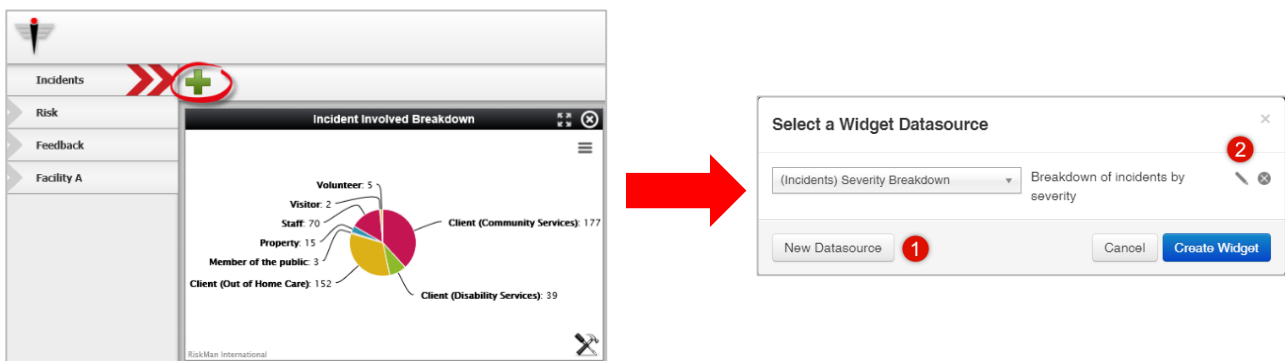 Incidents
Risk
Feedback
Facility A
Incident Involved Breakdown
Volunteer: 5
Visitor: 2
Staff: 70
Property: 15
Member of the public: 3
Client (Out of Home Care): 152
Client (Community Services): 177
Client (Disability Services): 39
RiskMan International
Select a Widget Datasource
2
(Incidents) Severity Breakdown
Breakdown of incidents by
severity
New Datasource
1
Cancel
Create Widget